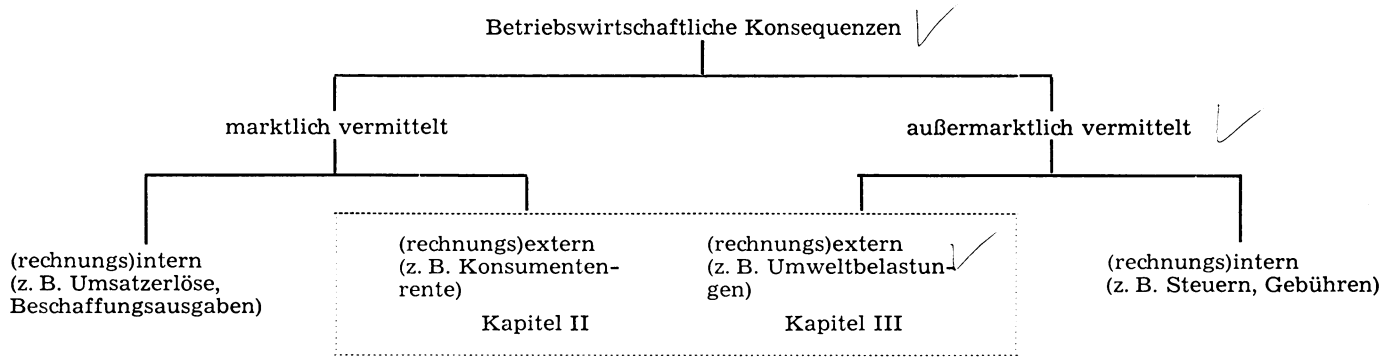 Betriebswirtschaftliche Konsequenzen
marktlich vermittelt
außermarktlich vermittelt
(rechnungs)intern
(z. B. Umsatzerlöse,
Beschaffungsausgaben)
(rechnungs)extern
(z. B. Konsumenten-
rente)
Kapitel II
(rechnungs)extern
(z. B. Umweltbelastun-
gen)
Kapitel III
(rechnungs)intern
(z. B. Steuern, Gebühren)